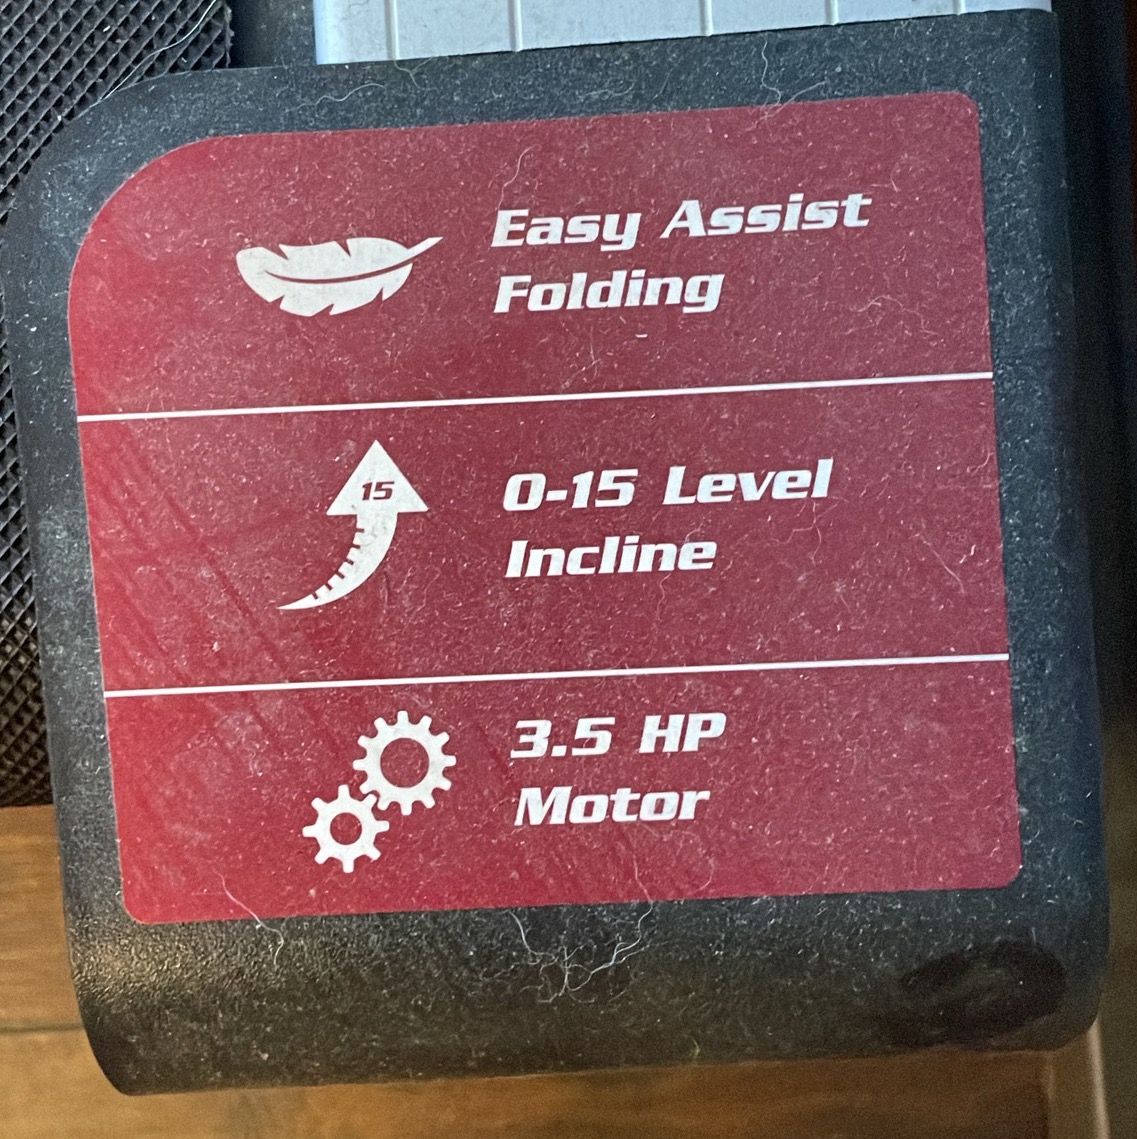 Easy Assist
Folding
15
0-15 Level
Incline
3.5 HP
Motor